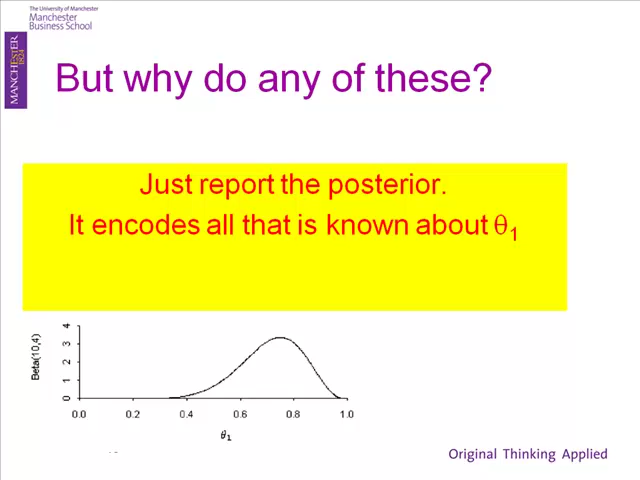 The University of Manchester
Manchester
Business School
MANCHESTER
1824
But why do any of these?
Just report the posterior.
It encodes all that is known about θ₁
Beta(10,4)
4
3
2
1
0
0.0 0.2 0.4 0.6 0.8 1.0
θ₁
Original Thinking Applied